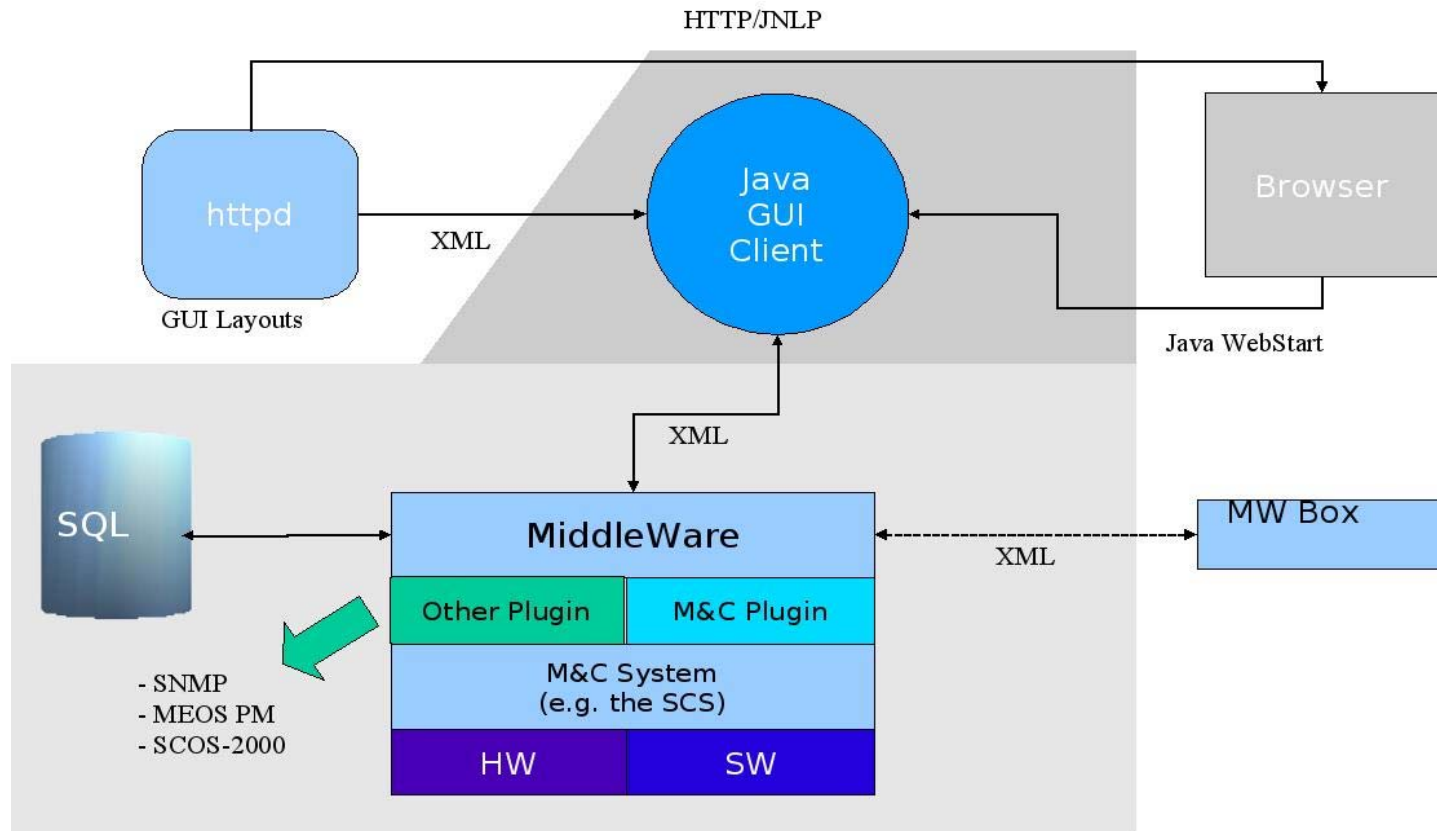 HTTP/JNLP
httpd
XML
Java
GUI
Client
Browser
GUI Layouts
Java WebStart
XML
SQL
MiddleWare
XML
MW Box
Other Plugin
M&C Plugin
M&C System
(e.g. the SCS)
- SNMP
- MEOS PM
- SCOS-2000
HW
SW